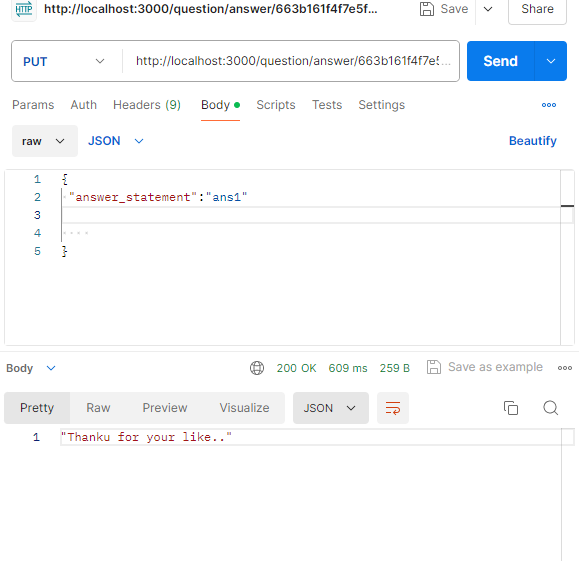 HTTP http://localhost:3000/question/answer/663b161f4f7e5f... Save Share
PUT http://localhost:3000/question/answer/663b161f4f7e5... Send
Params Auth Headers (9) Body Scripts Tests Settings
raw JSON Beautify
1 {
2 "answer_statement":"ans1"
3
4
5 }
Body 200 OK 609 ms 259 B Save as example
Pretty Raw Preview Visualize JSON
1 "Thanku for your like.."